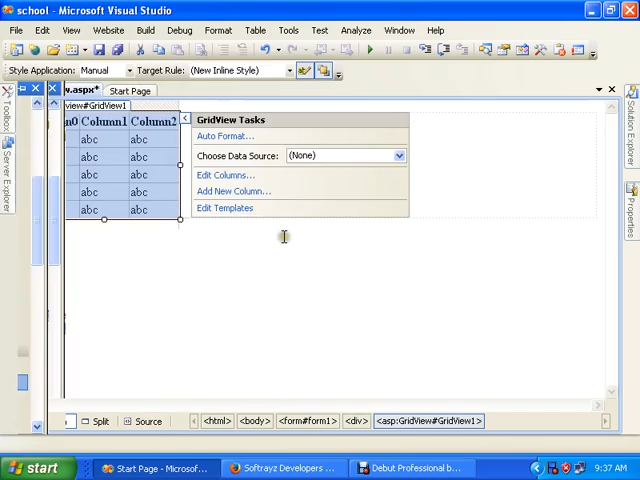 school - Microsoft Visual Studio
File Edit View Website Build Debug Format Table Tools Test Analyze Window Help
Style Application: Manual Target Rule: (New Inline Style)
w.aspx* Start Page
view#GridView1
GridView Tasks
n0 Column1 Column2
Auto Format...
abc abc
Choose Data Source: (None)
abc abc
abc abc
Edit Columns...
abc abc
Add New Column...
abc abc
Edit Templates
Toolbox
Server Explorer
Solution Explorer
Properties
Split Source <html> <body> <form#form1> <div> <asp:GridView#GridView1>
start Start Page - Microsof... Softrayz Developers ... Debut Professional b... 9:37 AM